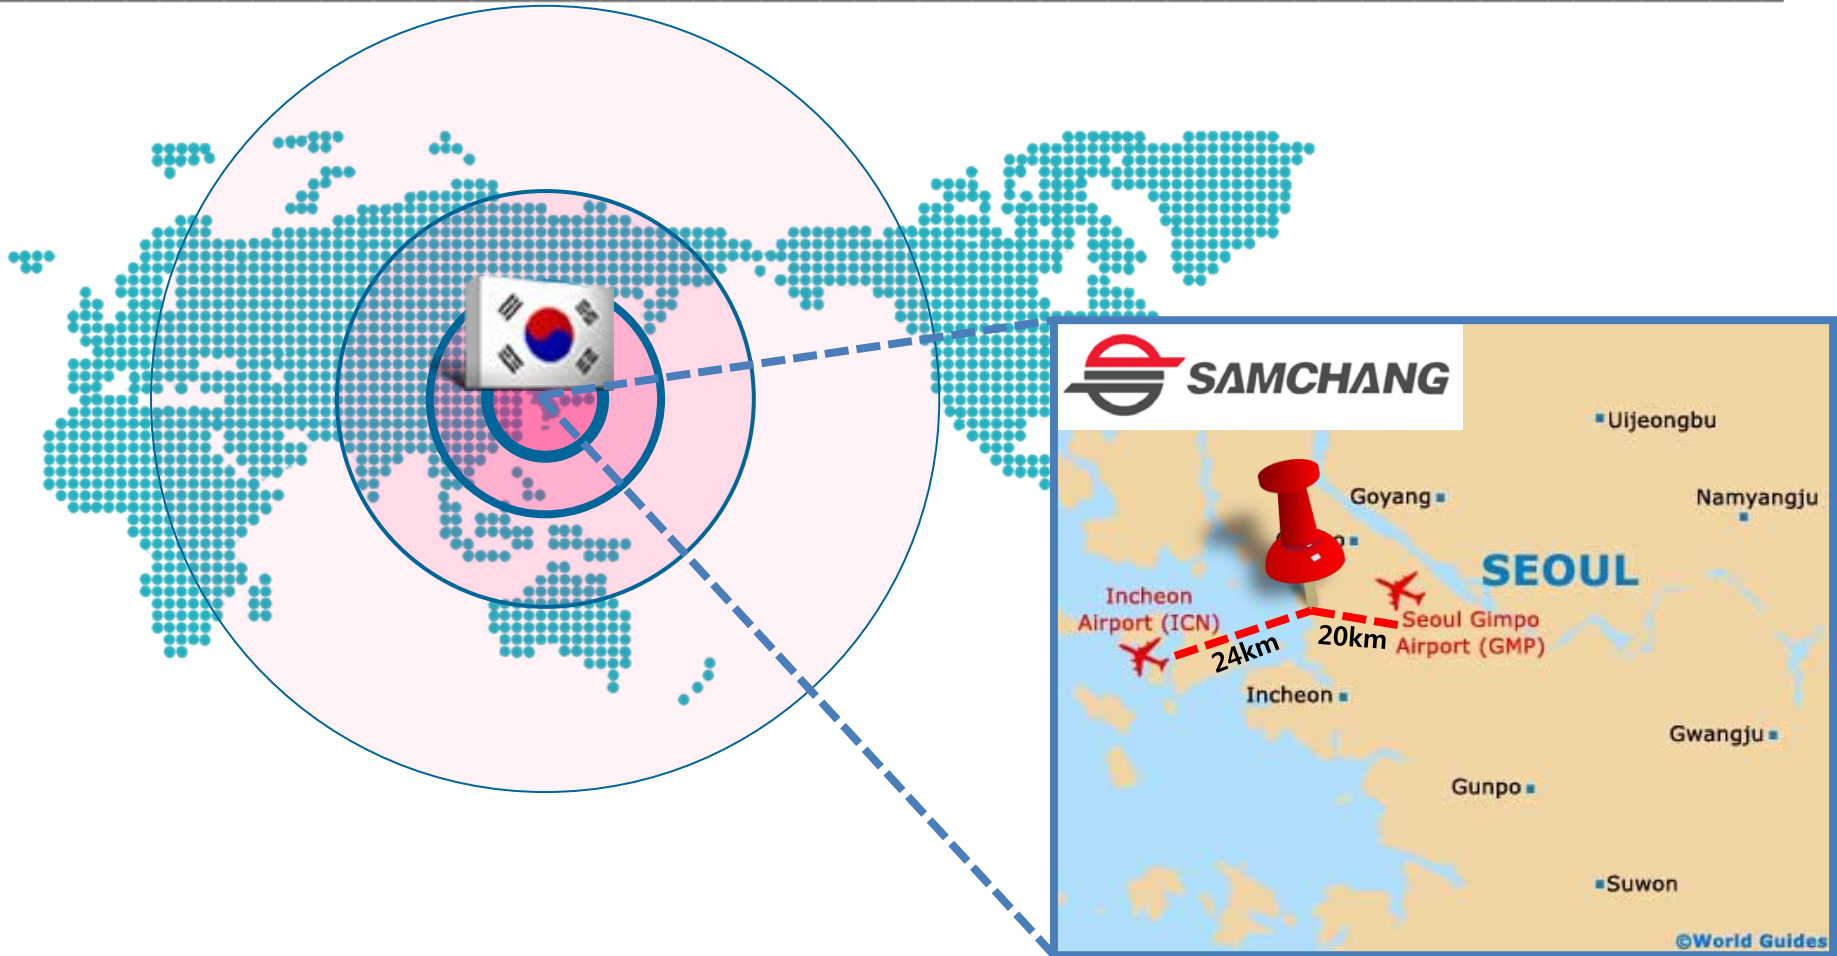 SAMCHANG
Uijeongbu
Goyang
Namyangju
SEOUL
Incheon
Airport (ICN)
Seoul Gimpo
Airport (GMP)
24km
20km
Incheon
Gwangju
Gunpo
Suwon
©World Guides